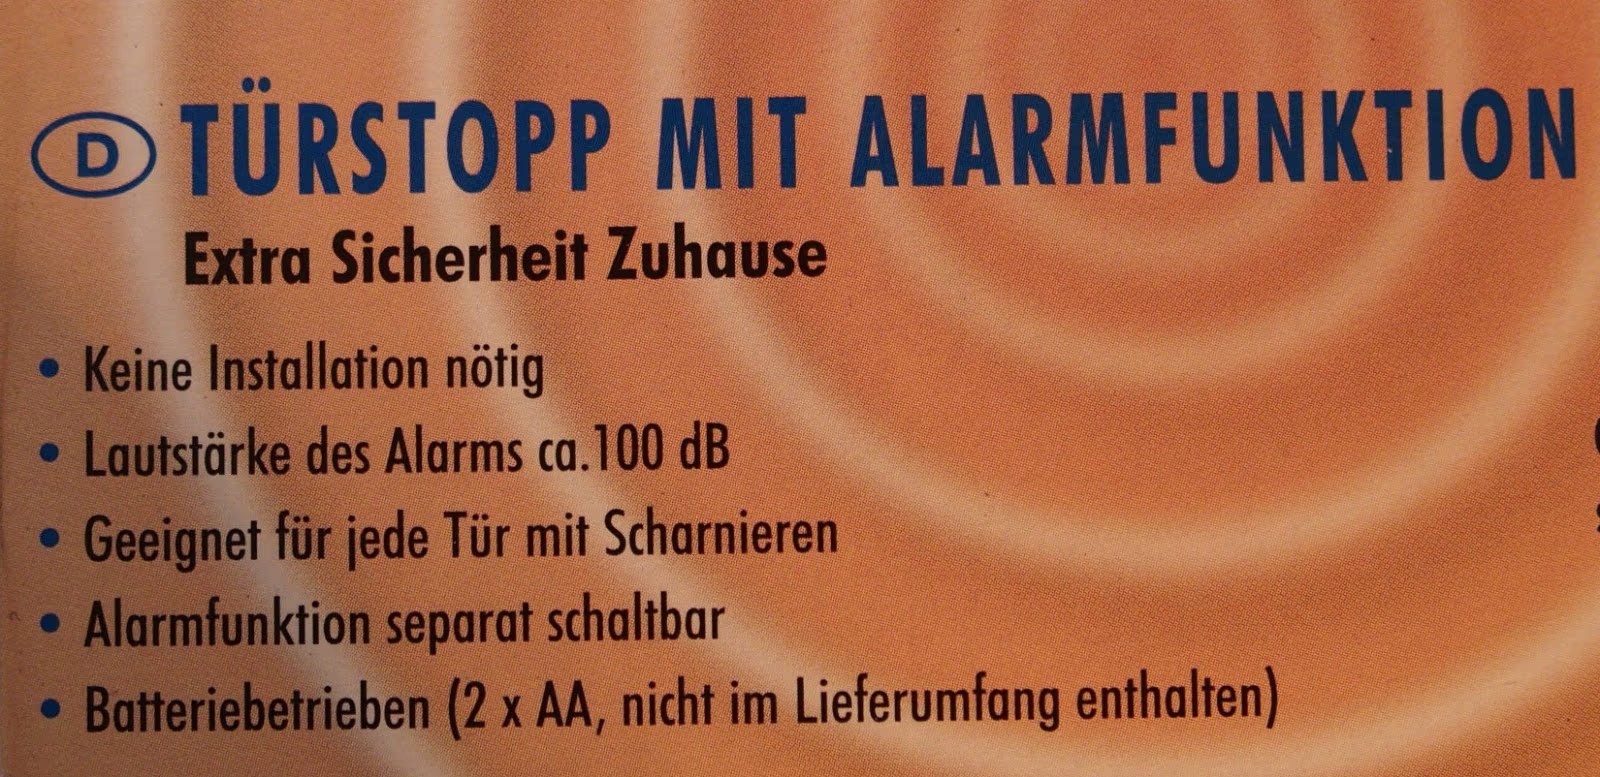 D TÜRSTOPP MIT ALARMFUNKTION
Extra Sicherheit Zuhause
• Keine Installation nötig
• Lautstärke des Alarms ca.100 dB
• Geeignet für jede Tür mit Scharnieren
• Alarmfunktion separat schaltbar
• Batteriebetrieben (2 x AA, nicht im Lieferumfang enthalten)